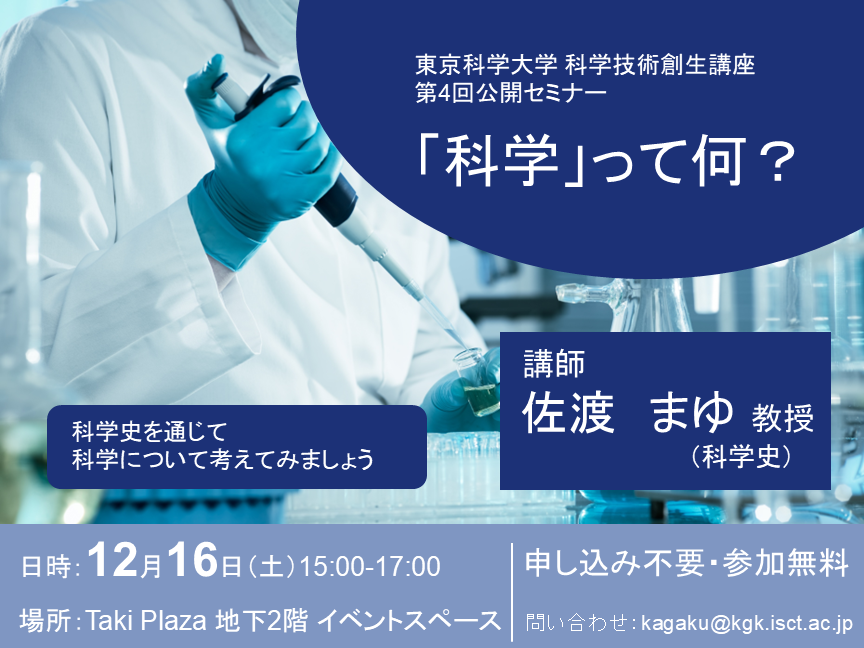 東京科学大学 科学技術創生講座
第4回公開セミナー
「科学」って何？
講師
佐渡　まゆ 教授
（科学史）
科学史を通じて
科学について考えてみましょう
日時：12月16日（土）15:00-17:00
場所：Taki Plaza 地下2階 イベントスペース
申し込み不要・参加無料
問い合わせ：kagaku@kgk.isct.ac.jp